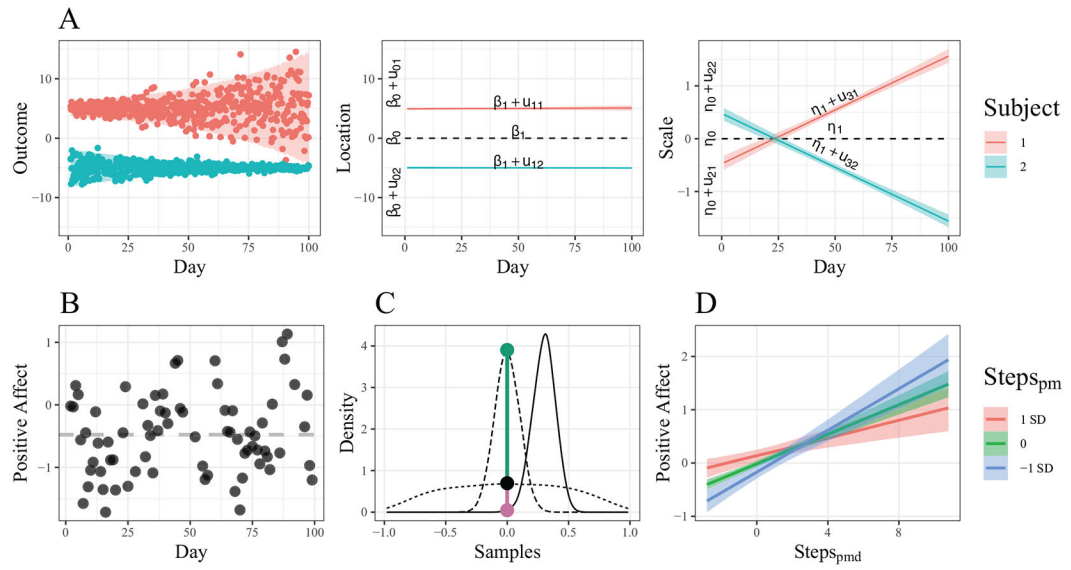 A
Outcome
10
0
−10
0
25
50
75
100
Day
Location
10
0
−10
β0 + u01
β0
β0 + u02
β1 + u11
β1
β1 + u12
0
25
50
75
100
Day
Scale
1
0
−1
η0 + u22
η0
η0 + u21
η1 + u31
η1
η1 + u32
0
25
50
75
100
Day
Subject
1
2
B
Positive Affect
1
0
−1
0
25
50
75
100
Day
C
Density
4
3
2
1
0
−1.0
−0.5
0.0
0.5
1.0
Samples
D
Positive Affect
2
1
0
−1
0
4
8
Stepspmd
Stepspm
1 SD
0
−1 SD